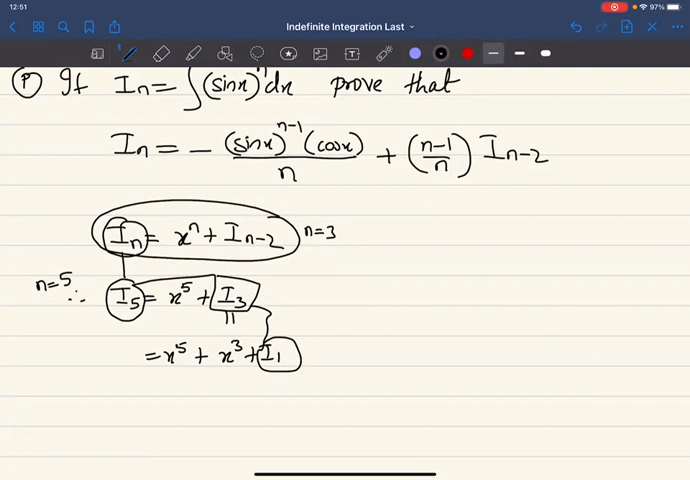 12:51
97%
Indefinite Integration Last
T
P If Iₙ = ∫(sinx)ⁿdx prove that
Iₙ = - (sinx)ⁿ⁻¹(cosx)/n + (n-1/n) Iₙ₋₂
Iₙ = xⁿ + Iₙ₋₂ n=3
n=5
∴ I₅ = x⁵ + I₃
= x⁵ + x³ + I₁